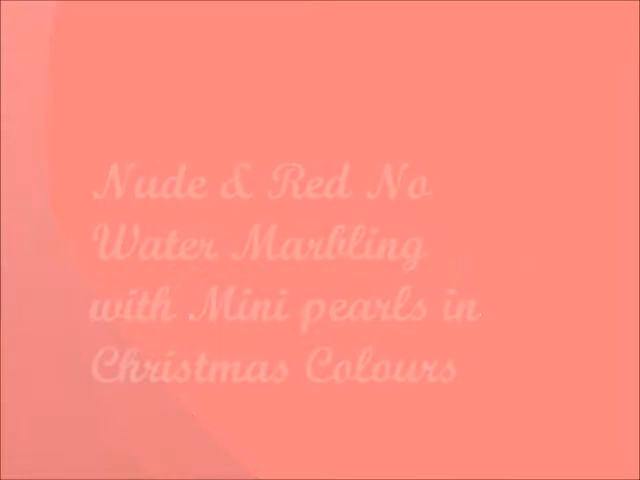 Nude & Red No
Water Marbling
with Mini pearls in
Christmas Colours